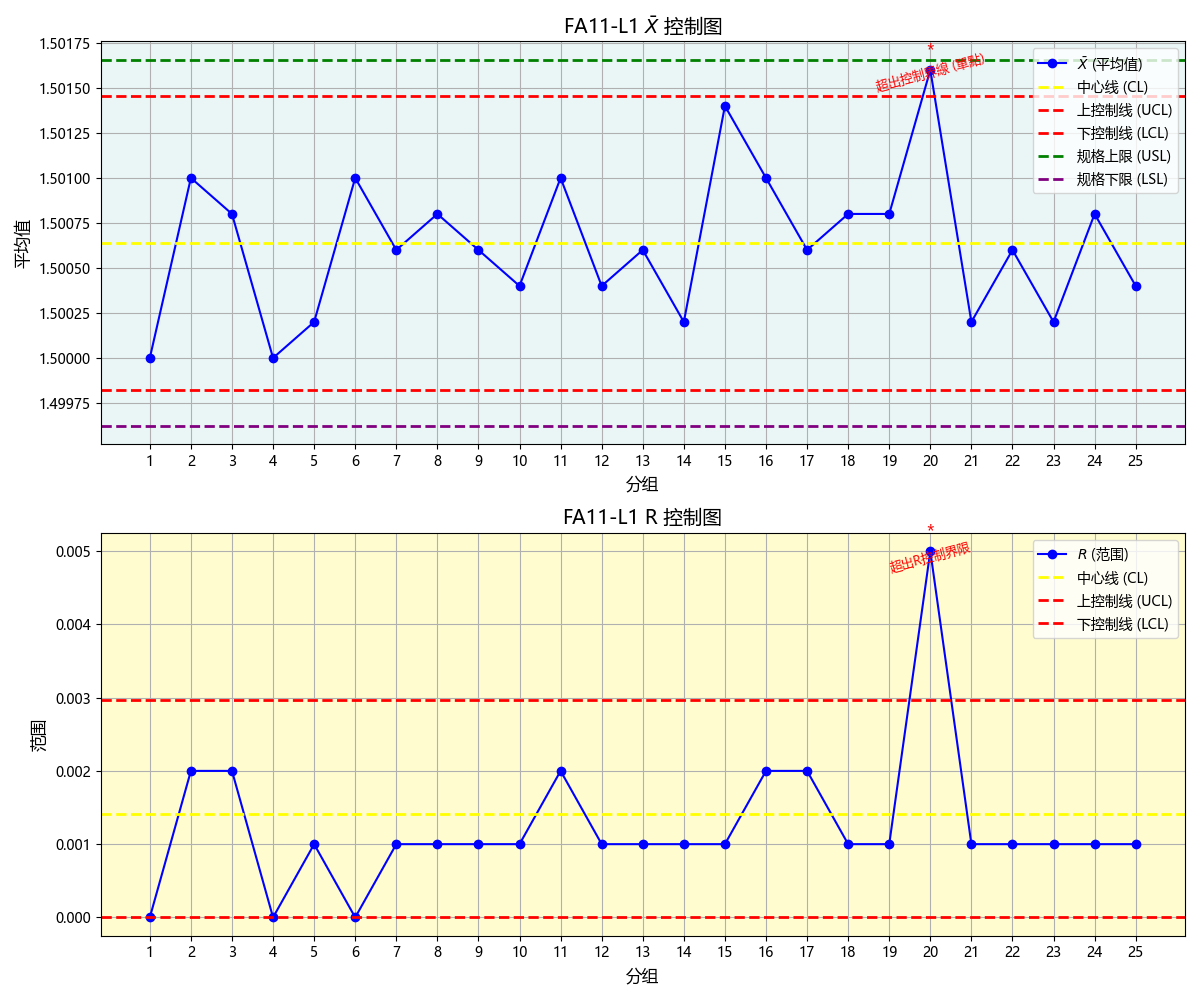 FA11-L1 X̄ 控制图
*
超出控制界線 (單點)
X̄ (平均值)
中心线 (CL)
上控制线 (UCL)
下控制线 (LCL)
规格上限 (USL)
规格下限 (LSL)
平均值
1.50175
1.50150
1.50125
1.50100
1.50075
1.50050
1.50025
1.50000
1.49975
1 2 3 4 5 6 7 8 9 10 11 12 13 14 15 16 17 18 19 20 21 22 23 24 25
分组
FA11-L1 R 控制图
*
超出R控制界限
R (范围)
中心线 (CL)
上控制线 (UCL)
下控制线 (LCL)
范围
0.005
0.004
0.003
0.002
0.001
0.000
1 2 3 4 5 6 7 8 9 10 11 12 13 14 15 16 17 18 19 20 21 22 23 24 25
分组